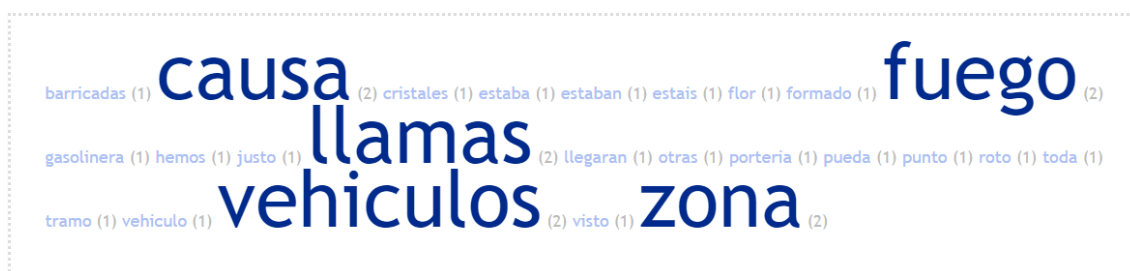 barricadas (1) causa (2) cristales (1) estaba (1) estaban (1) estais (1) flor (1) formado (1) fuego (2)
gasolinera (1) hemos (1) justo (1) llamas (2) llegaran (1) otras (1) porteria (1) pueda (1) punto (1) roto (1) toda (1)
tramo (1) vehiculo (1) vehiculos (2) visto (1) zona (2)